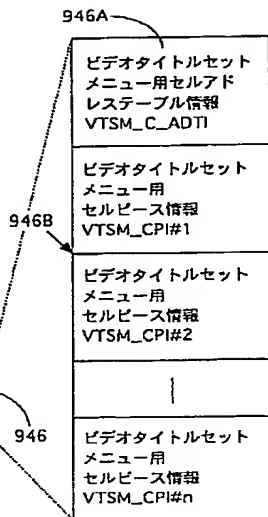 946A
ビデオタイトルセット
メニュー用セルアド
レステーブル情報
VTSM_C_ADTI
ビデオタイトルセット
メニュー用
セルピース情報
VTSM_CPI#1
946B
ビデオタイトルセット
メニュー用
セルピース情報
VTSM_CPI#2
946
ビデオタイトルセット
メニュー用
セルピース情報
VTSM_CPI#n